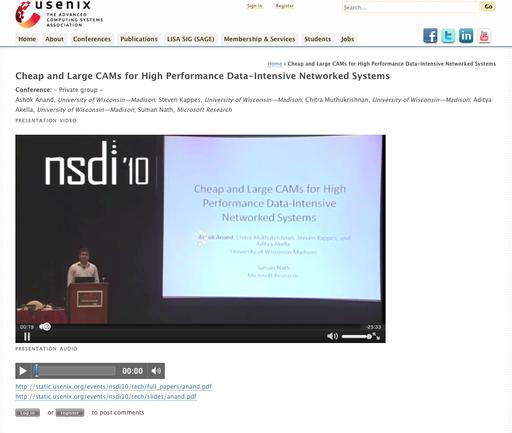 usenix
THE ADVANCED
COMPUTING SYSTEMS
ASSOCIATION
Sign in Register
Search... Go
Home About Conferences Publications LISA SIG (SAGE) Membership & Services Students Jobs
Home » Cheap and Large CAMs for High Performance Data-Intensive Networked Systems
Cheap and Large CAMs for High Performance Data-Intensive Networked Systems
Conference: - Private group -
Ashok Anand, University of Wisconsin—Madison; Steven Kappes, University of Wisconsin—Madison; Chitra Muthukrishnan, University of Wisconsin—Madison; Aditya
Akella, University of Wisconsin—Madison; Suman Nath, Microsoft Research
PRESENTATION VIDEO
nsdi '10
Cheap and Large CAMs for High
Performance Data-Intensive
Networked Systems
Ashok Anand, Chitra Muthukrishnan, Steven Kappes, and
Aditya Akella
University of Wisconsin-Madison
Suman Nath
Microsoft Research
00:19 -25:33
PRESENTATION AUDIO
00:00
http://static.usenix.org/events/nsdi10/tech/full_papers/anand.pdf
http://static.usenix.org/events/nsdi10/tech/slides/anand.pdf
Log in or register to post comments